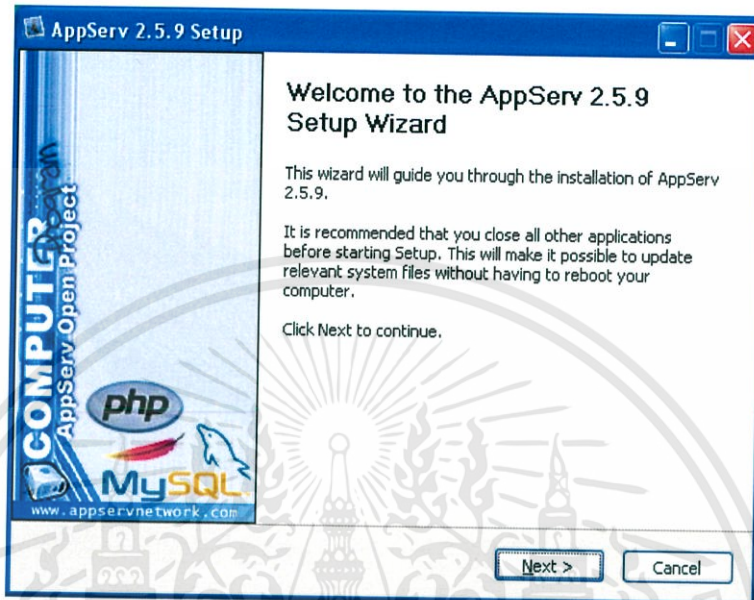 AppServ 2.5.9 Setup
Welcome to the AppServ 2.5.9
Setup Wizard
This wizard will guide you through the installation of AppServ
2.5.9.
It is recommended that you close all other applications
before starting Setup. This will make it possible to update
relevant system files without having to reboot your
computer.
Click Next to continue.
COMPUTER
Program
AppServ Open Project
php
MySQL
www.appservnetwork.com
Next >
Cancel